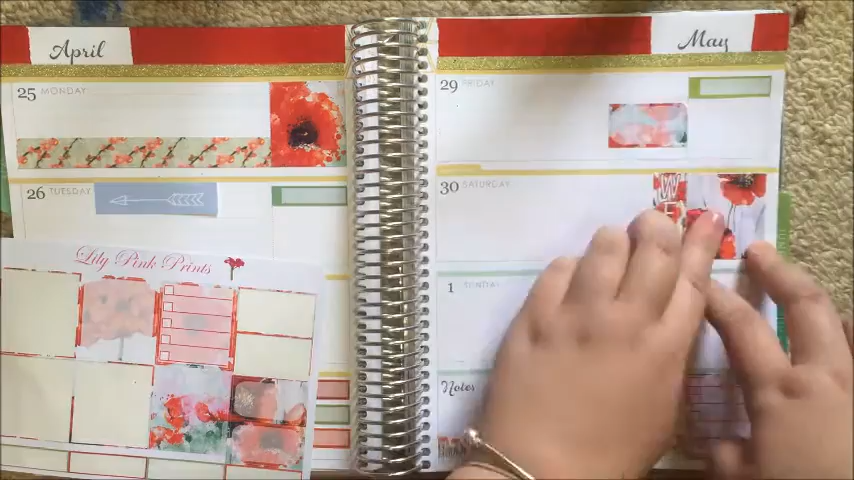 April
May
25 MONDAY
29 FRIDAY
26 TUESDAY
30 SATURDAY
Lily Pink Prints
1 SUNDAY
Notes